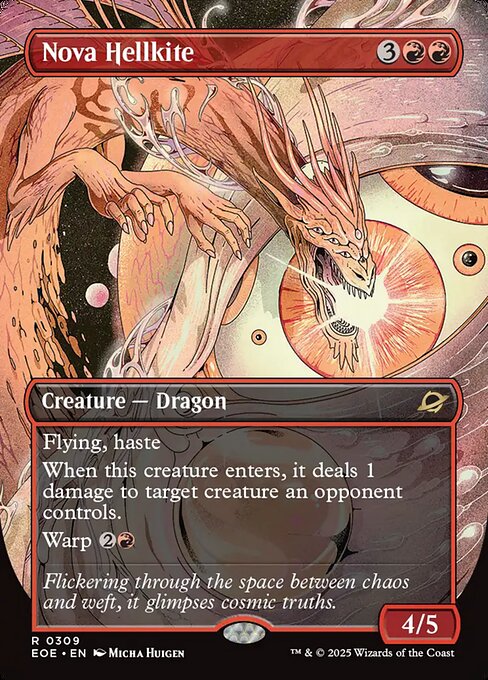 Nova Hellkite 3
Creature — Dragon
Flying, haste
When this creature enters, it deals 1
damage to target creature an opponent
controls.
Warp 2
Flickering through the space between chaos
and weft, it glimpses cosmic truths.
4/5
R 0309
EOE • EN Micha Huigen
™ & © 2025 Wizards of the Coast